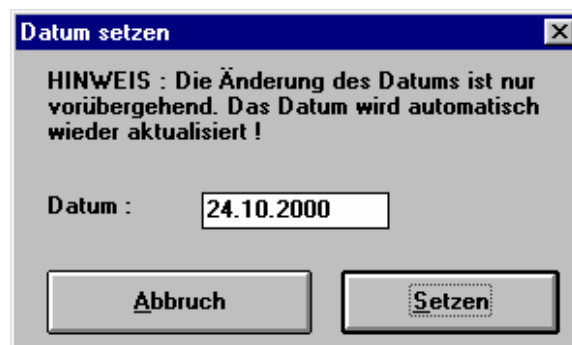 Datum setzen
HINWEIS : Die Änderung des Datums ist nur
vorübergehend. Das Datum wird automatisch
wieder aktualisiert !
Datum : 24.10.2000
Abbruch Setzen